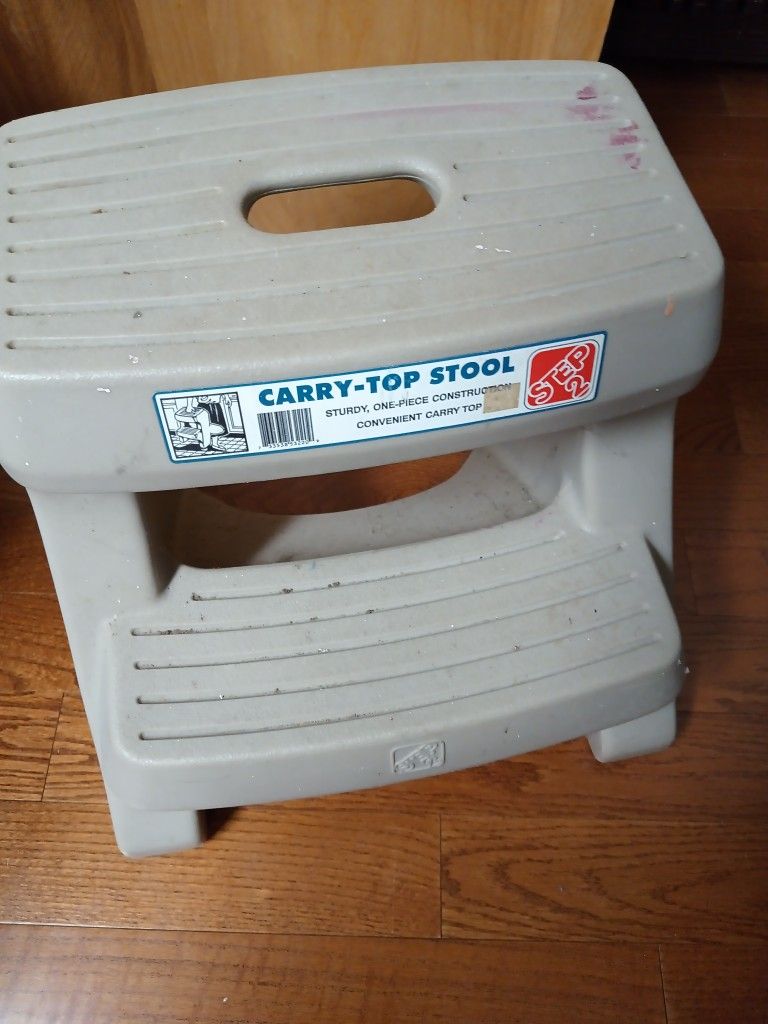 CARRY-TOP STOOL
STURDY, ONE-PIECE CONSTRUCTION
CONVENIENT CARRY TOP
STEP
2